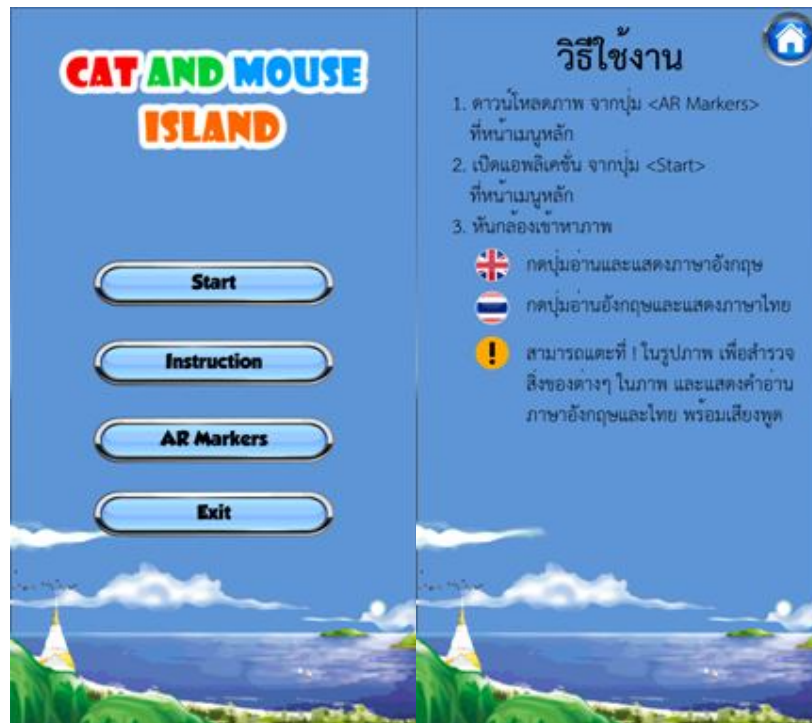 CAT AND MOUSE
ISLAND
Start
Instruction
AR Markers
Exit
วิธีใช้งาน
1. ดาวน์โหลดภาพ จากปุ่ม <AR Markers>
ที่หน้าเมนูหลัก
2. เปิดแอพลิเคชั่น จากปุ่ม <Start>
ที่หน้าเมนูหลัก
3. หันกล้องเข้าหาภาพ
กดปุ่มอ่านและแสดงภาษาอังกฤษ
กดปุ่มอ่านอังกฤษและแสดงภาษาไทย
! สามารถแตะที่ ! ในรูปภาพ เพื่อสำรวจ
สิ่งของต่างๆ ในภาพ และแสดงคำอ่าน
ภาษาอังกฤษและไทย พร้อมเสียงพูด